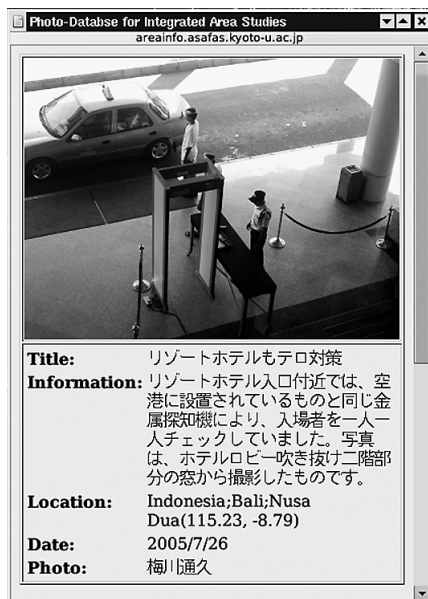 Photo-Databse for Integrated Area Studies
areainfo.asafas.kyoto-u.ac.jp
Title: リゾートホテルもテロ対策
Information: リゾートホテル入口付近では、空
港に設置されているものと同じ金
属探知機により、入場者を一人一
人チェックしていました。写真
は、ホテルロビー吹き抜け二階部
分の窓から撮影したものです。
Location: Indonesia;Bali;Nusa
Dua(115.23, -8.79)
Date: 2005/7/26
Photo: 梅川通久